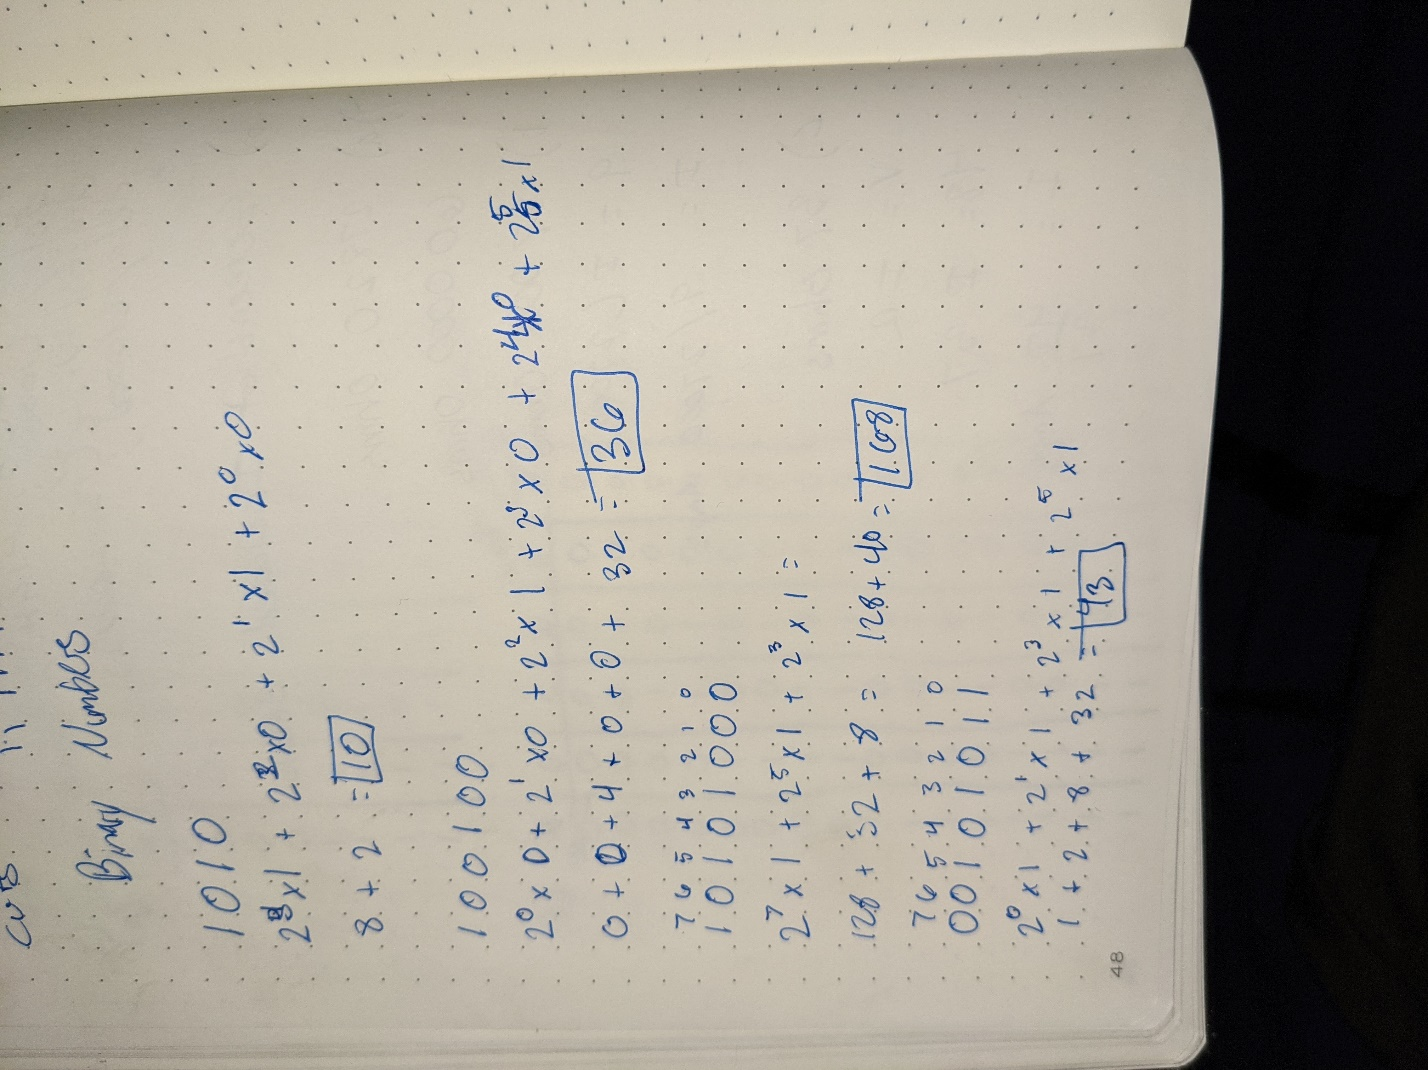 Binary Numbers
1010
2³x1 + 2²x0 + 2¹x1 + 2⁰x0
8 + 2 = 10
100100
2⁰x0 + 2¹x0 + 2²x1 + 2³x0 + 2⁴x0 + 2⁵x1
0 + 0 + 4 + 0 + 0 + 32 = 36
7 6 5 4 3 2 1 0
1 0 1 0 1 0 0 0
2⁷x1 + 2⁵x1 + 2³x1 =
128 + 32 + 8 = 128 + 40 = 168
7 6 5 4 3 2 1 0
0 0 1 0 1 0 1 1
2⁰x1 + 2¹x1 + 2³x1 + 2⁵x1
1 + 2 + 8 + 32 = 43
48